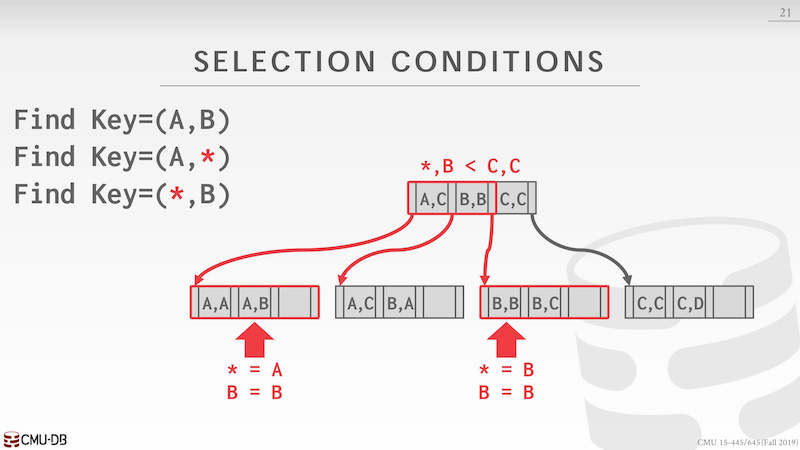 21
SELECTION CONDITIONS
Find Key=(A,B)
Find Key=(A,*)
Find Key=(*,B)
*,B < C,C
A,C B,B C,C
A,A A,B A,C B,A B,B B,C C,C C,D
* = A * = B
B = B B = B
CMU·DB
CMU 15-445/645 (Fall 2019)